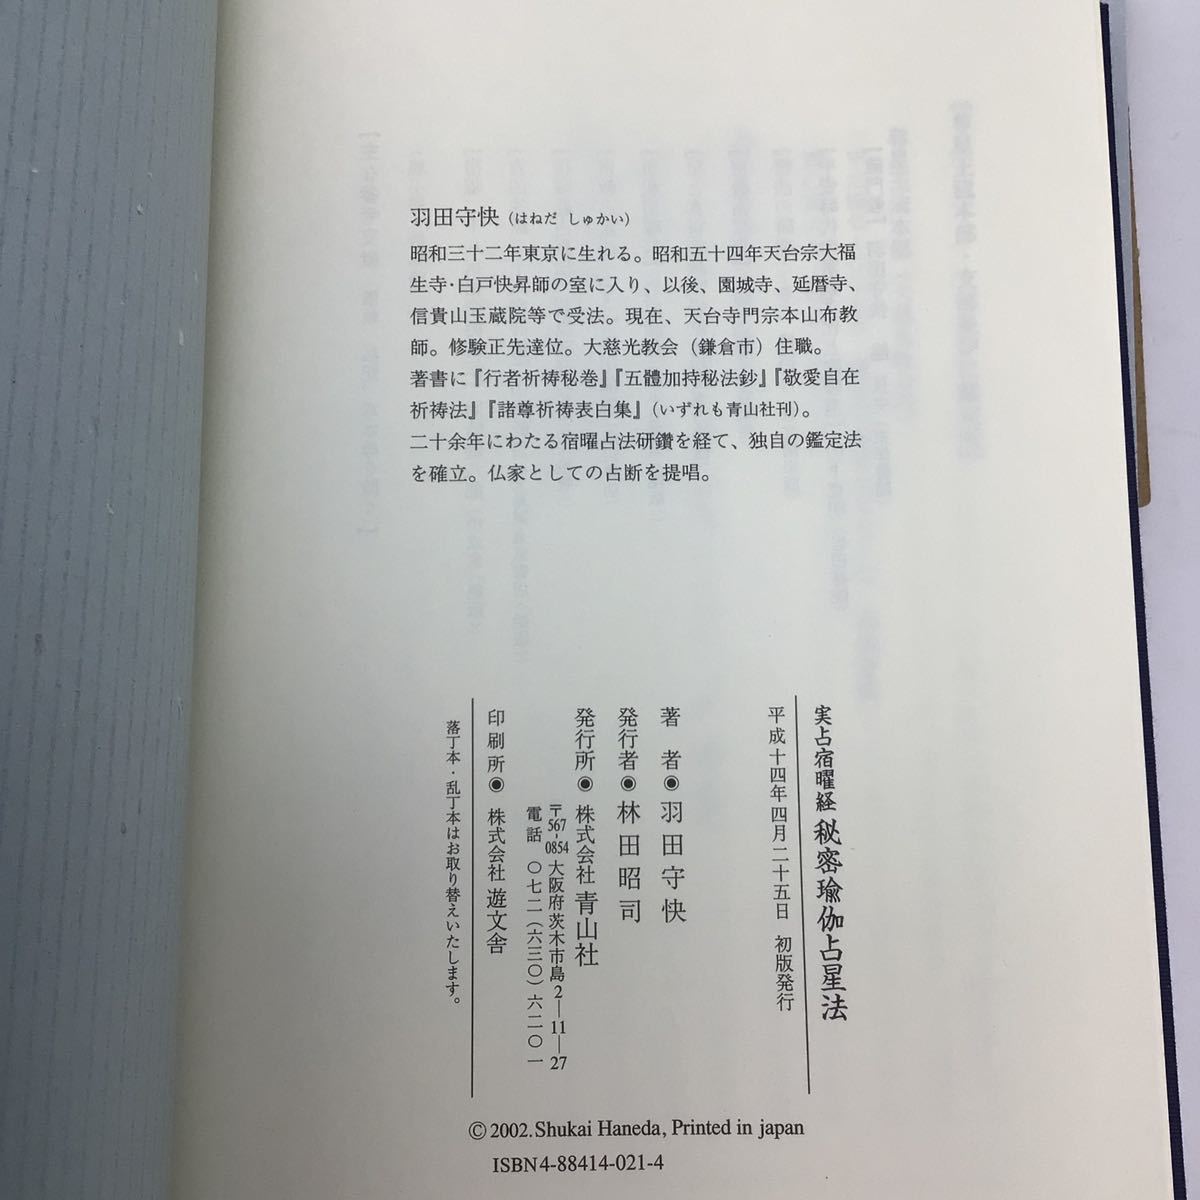 羽田守快（はねだ しゅかい）
昭和三十二年東京に生れる。昭和五十四年天台宗大福
生寺・白戸快昇師の室に入り、以後、園城寺、延暦寺、
信貴山玉蔵院等で受法。現在、天台寺門宗本山布教
師。修験正先達位。大慈光教会（鎌倉市）住職。
著書に『行者祈祷秘巻』『五體加持秘法鈔』『敬愛自在
祈祷法』『諸尊祈祷表白集』（いずれも青山社刊）。
二十余年にわたる宿曜占法研鑽を経て、独自の鑑定法
を確立。仏家としての占断を提唱。
実占宿曜経 秘密瑜伽占星法
平成十四年四月二十五日 初版発行
著 者◉羽田守快
発行者◉林田昭司
発行所◉株式会社 青山社
〒567-0854 大阪府茨木市島2―11―27
電話 〇七二（六三〇）六二〇一
印刷所◉株式会社 遊文舎
落丁本・乱丁本はお取り替えいたします。
©2002.Shukai Haneda, Printed in japan
ISBN4-88414-021-4